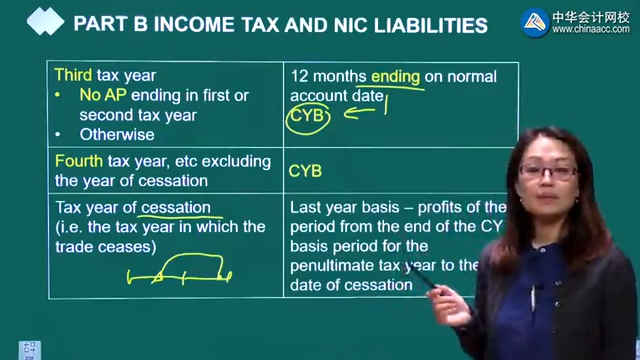 PART B INCOME TAX AND NIC LIABILITIES
中华会计网校
www.chinaacc.com
Third tax year
• No AP ending in first or
second tax year
• Otherwise
12 months ending on normal
account date
CYB
Fourth tax year, etc excluding
the year of cessation
CYB
Tax year of cessation
(i.e. the tax year in which the
trade ceases)
Last year basis – profits of the
period from the end of the CY
basis period for the
penultimate tax year to the
date of cessation